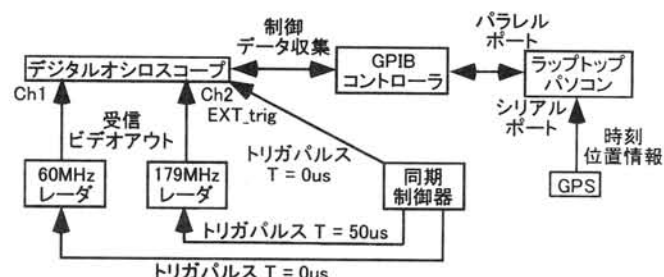 制御
データ収集
パラレル
ポート
デジタルオシロスコープ
GPIB
コントローラ
ラップトップ
パソコン
Ch1
Ch2
EXT_trig
シリアル
ポート
受信
ビデオアウト
時刻
位置情報
トリガパルス
T = 0us
60MHz
レーダ
179MHz
レーダ
同期
制御器
GPS
トリガパルス T = 50us
トリガパルス T = 0us